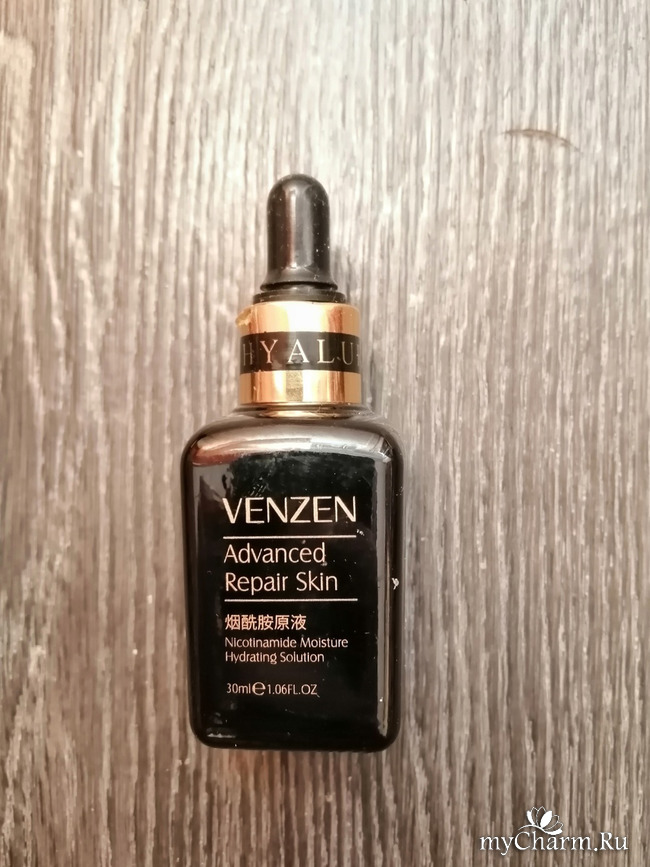 HYALU
VENZEN
Advanced
Repair Skin
烟酰胺原液
Nicotinamide Moisture
Hydrating Solution
30ml℮1.06FL.OZ
myCharm.Ru